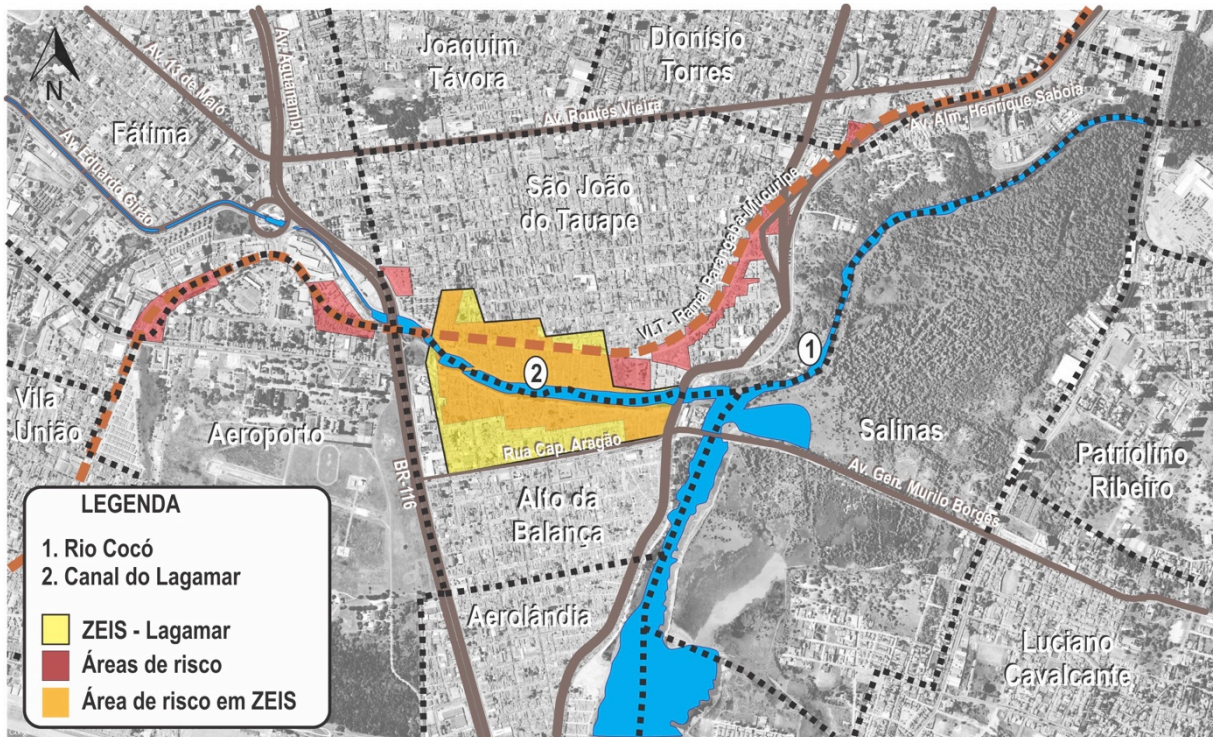 N
Av. 13 de Maio
Av. Aguanambi
Joaquim
Távora
Dionísio
Torres
Fátima
Av. Pontes Vieira
Av. Alm. Henrique Saboia
Av. Eduardo Girão
São João
do Tauape
VLT - Ramal Parangaba-Mucuripe
1
2
Vila
União
Aeroporto
BR-116
Rua Cap. Aragão
Salinas
Av. Gen. Murilo Borges
Patriolino
Ribeiro
Alto da
Balança
Aerolândia
Luciano
Cavalcante
LEGENDA
1. Rio Cocó
2. Canal do Lagamar
ZEIS - Lagamar
Áreas de risco
Área de risco em ZEIS